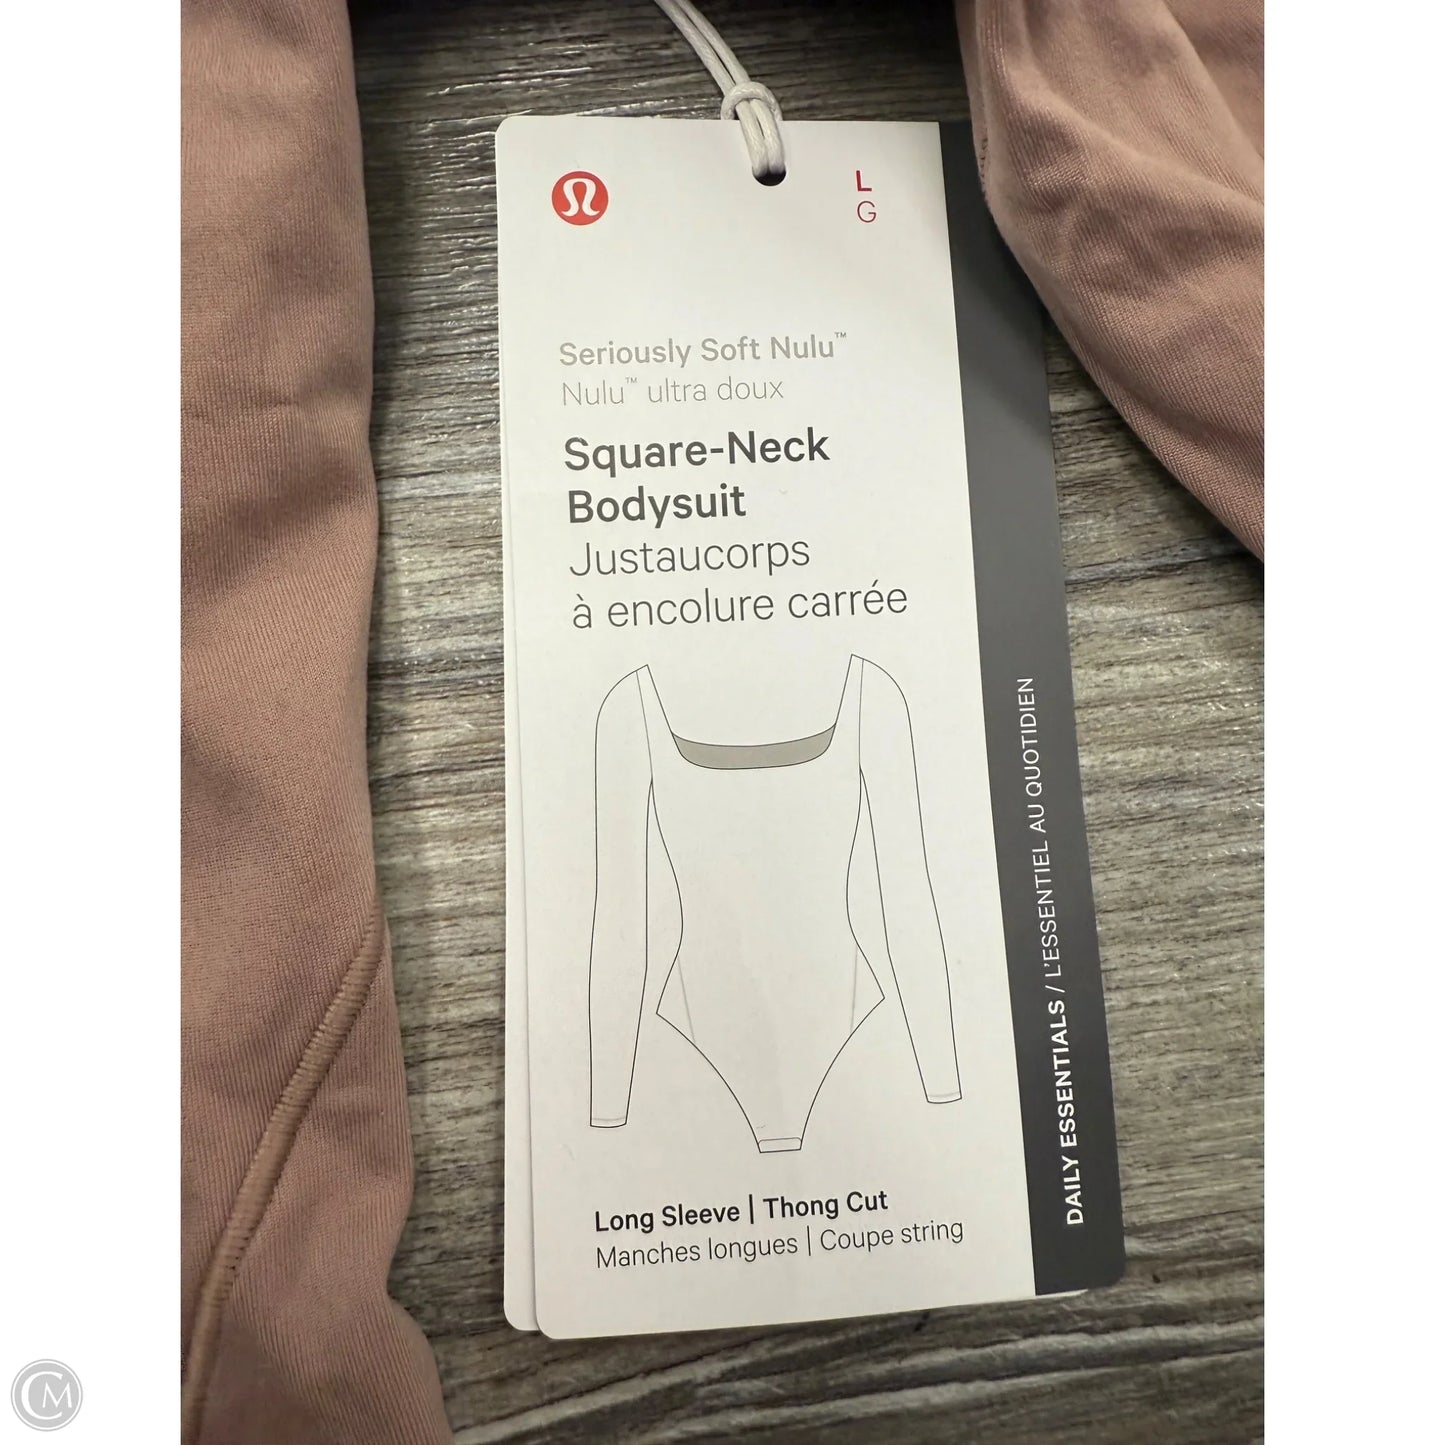 L
G
Seriously Soft Nulu™
Nulu™ ultra doux
Square-Neck
Bodysuit
Justaucorps
à encolure carrée
Long Sleeve | Thong Cut
Manches longues | Coupe string
DAILY ESSENTIALS / L'ESSENTIEL AU QUOTIDIEN
CM